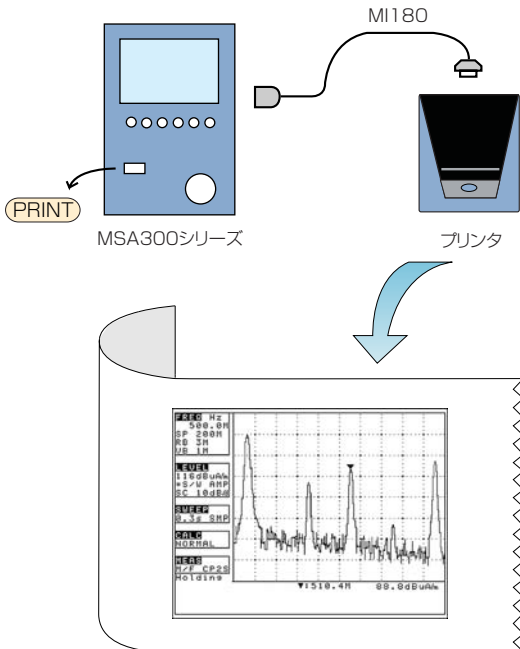 MI180
PRINT
MSA300シリーズ
プリンタ
FREQ Hz
500.0M
SP 200M
RB 3M
VB 1M
LEVEL
116dBuA/m
*S/W AMP
SC 10dB/
SWEEP
0.3s SMP
CALC
NORMAL
MEAS
M/F CP2S
Holding
▼:510.4M 88.8dBuA/m